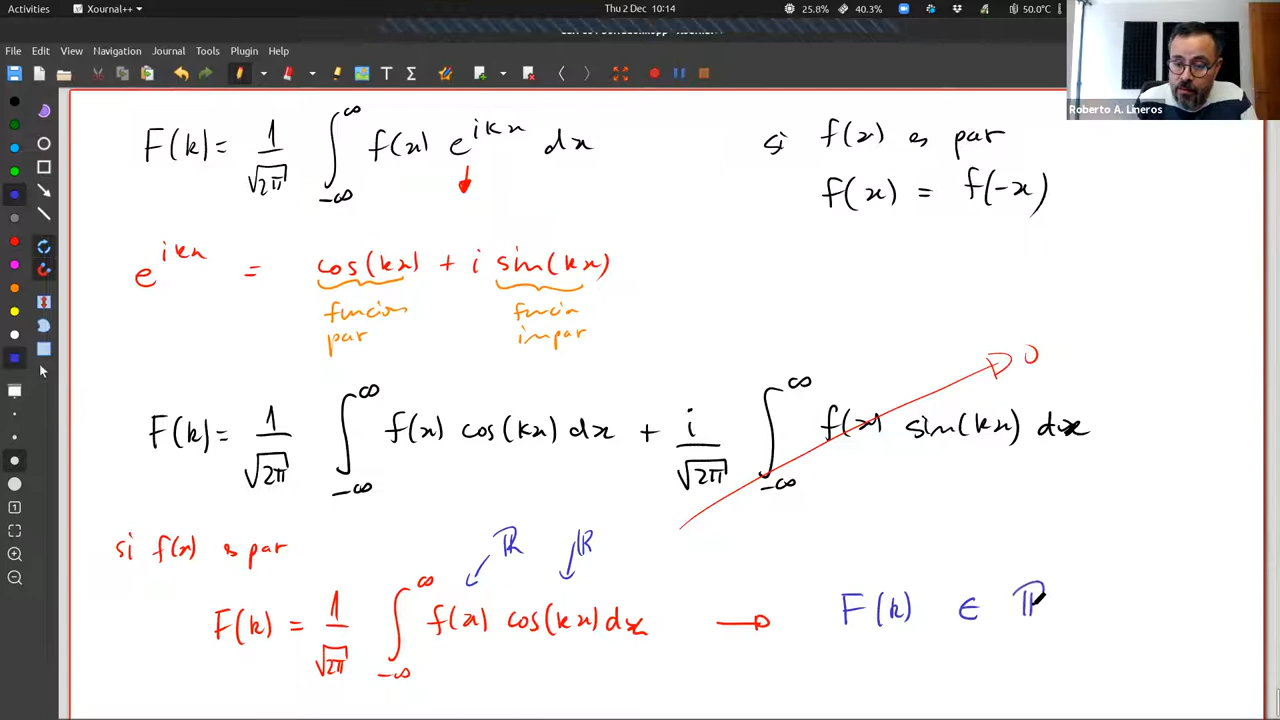 Activities Xournal++ Thu 2 Dec 10:14 25.8% 40.3% 50.0°C
File Edit View Navigation Journal Tools Plugin Help
Roberto A. Lineros
F(k) = 1/√2π ∫_{-∞}^{∞} f(x) e^{ikx} dx
si f(x) es par
f(x) = f(-x)
e^{ikx} = cos(kx) + i sin(kx)
funcion par
funcia impar
F(k) = 1/√2π ∫_{-∞}^{∞} f(x) cos(kx) dx + i/√2π ∫_{-∞}^{∞} f(x) sin(kx) dx → 0
si f(x) es par
ℝ ℝ
F(k) = 1/√2π ∫_{-∞}^{∞} f(x) cos(kx) dx → F(k) ∈ ℝ